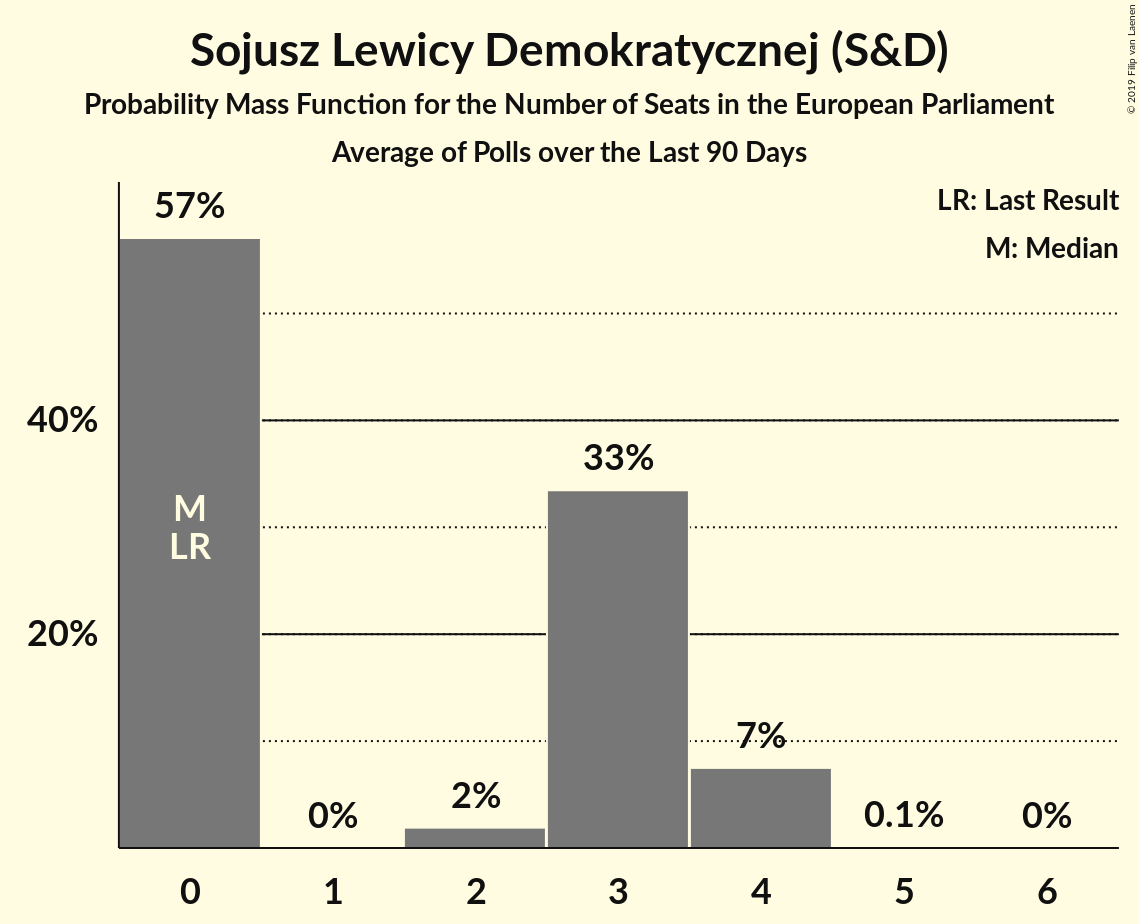 Sojusz Lewicy Demokratycznej (S&D)
Probability Mass Function for the Number of Seats in the European Parliament
Average of Polls over the Last 90 Days
© 2019 Filip van Laenen
LR: Last Result
M: Median
57%
40%
33%
M
LR
20%
7%
2%
0%
0.1%
0%
0 1 2 3 4 5 6